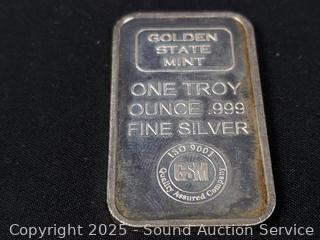 GOLDEN
STATE
MINT
ONE TROY
OUNCE .999
FINE SILVER
ISO 9001
GSM
Quality Assured Company
Copyright 2025 - Sound Auction Service